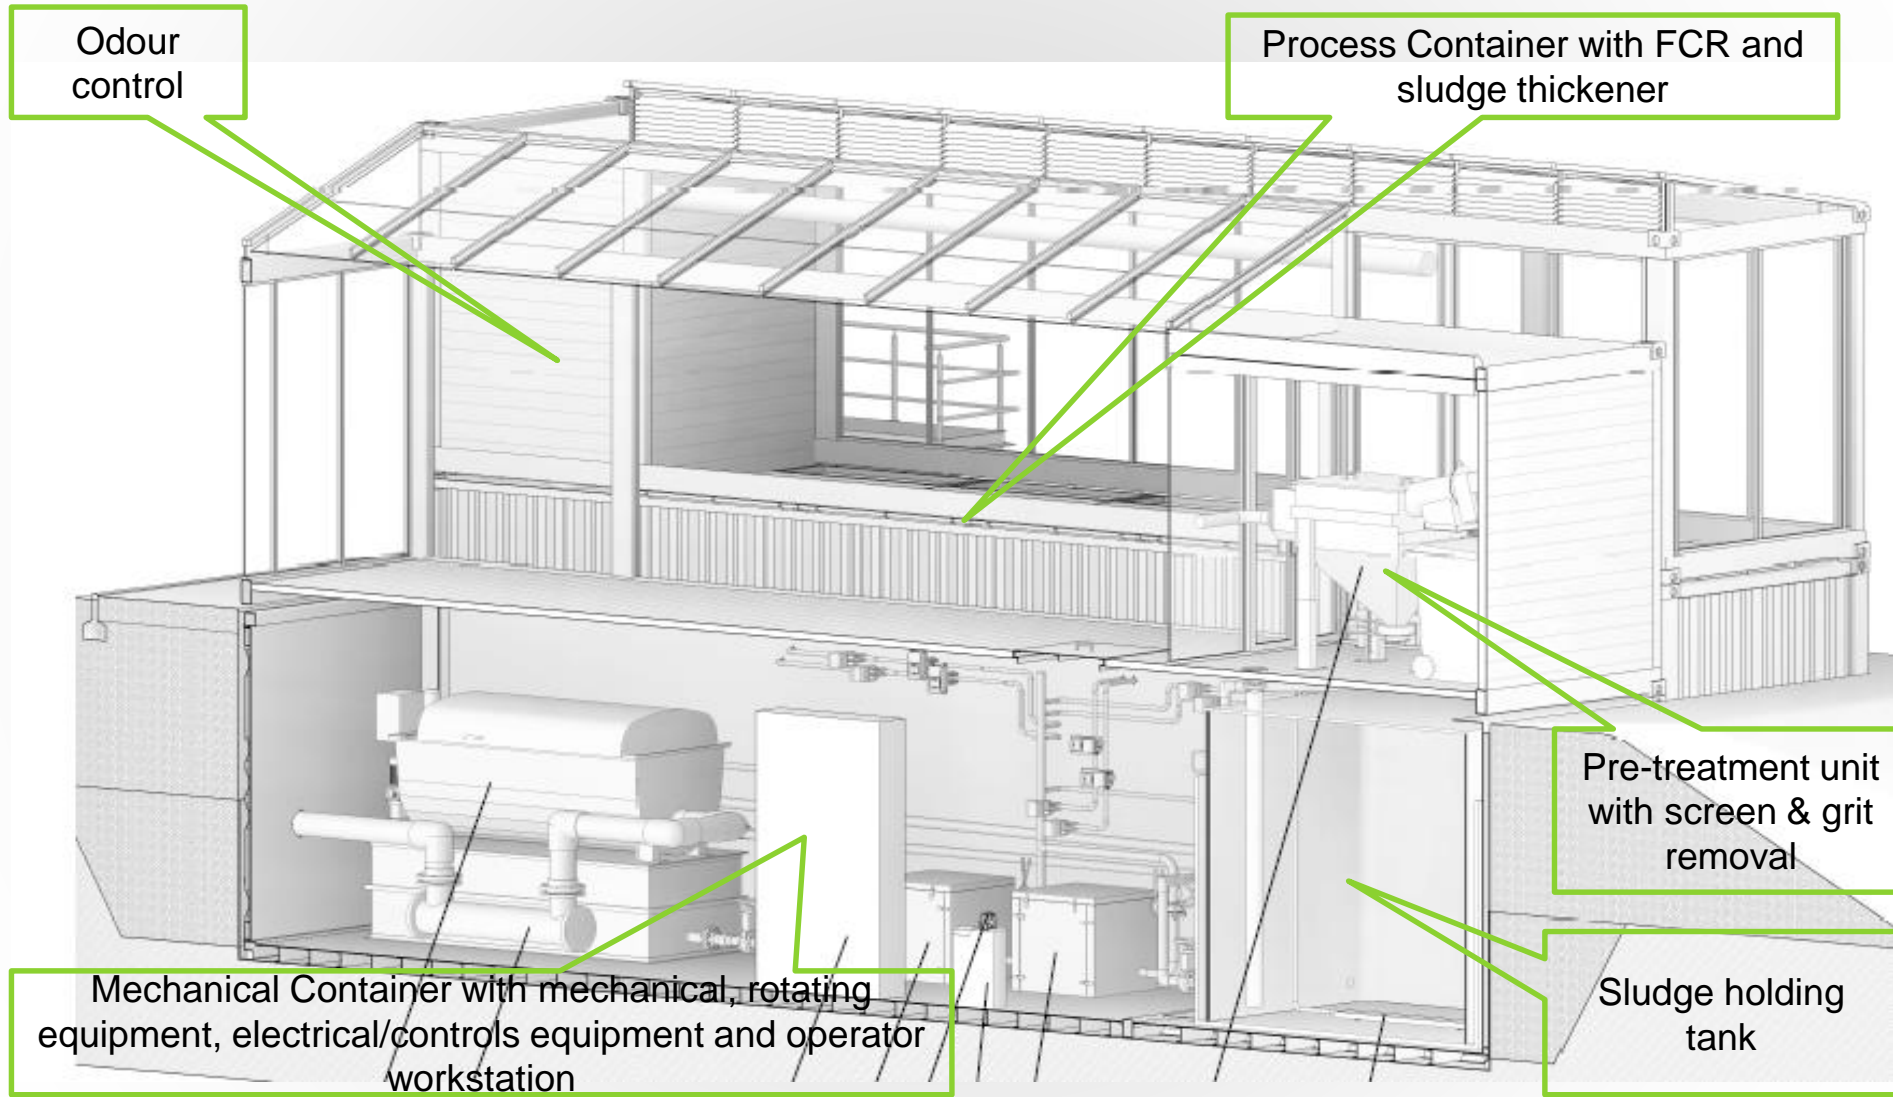 Odour
control
Process Container with FCR and
sludge thickener
Pre-treatment unit
with screen & grit
removal
Mechanical Container with mechanical, rotating
equipment, electrical/controls equipment and operator
workstation
Sludge holding
tank